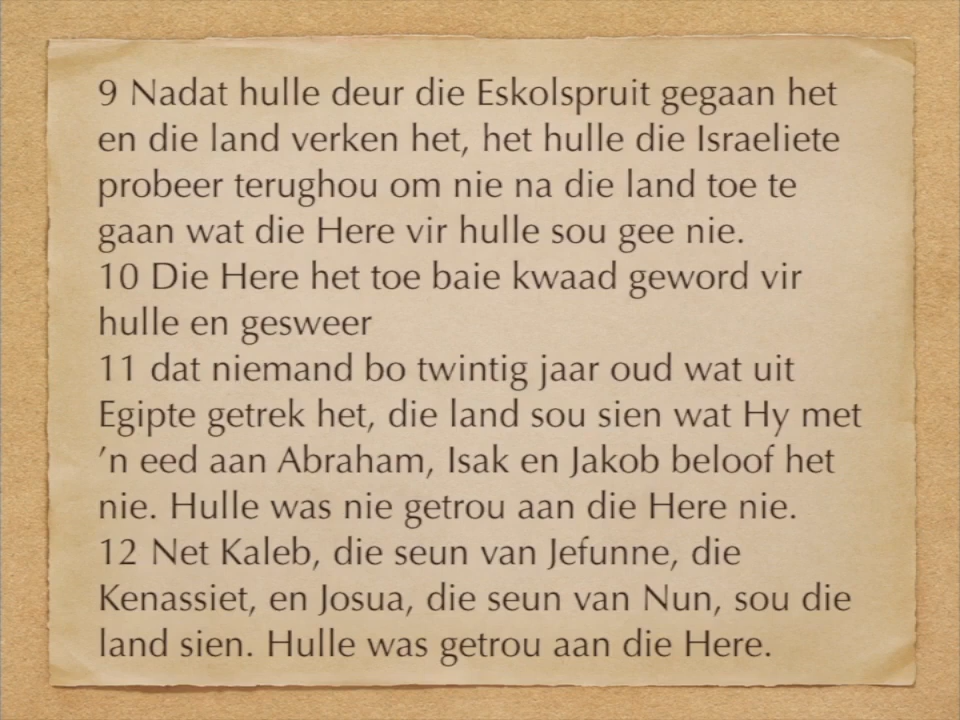 9 Nadat hulle deur die Eskolspruit gegaan het
en die land verken het, het hulle die Israeliete
probeer terughou om nie na die land toe te
gaan wat die Here vir hulle sou gee nie.
10 Die Here het toe baie kwaad geword vir
hulle en gesweer
11 dat niemand bo twintig jaar oud wat uit
Egipte getrek het, die land sou sien wat Hy met
’n eed aan Abraham, Isak en Jakob beloof het
nie. Hulle was nie getrou aan die Here nie.
12 Net Kaleb, die seun van Jefunne, die
Kenassiet, en Josua, die seun van Nun, sou die
land sien. Hulle was getrou aan die Here.